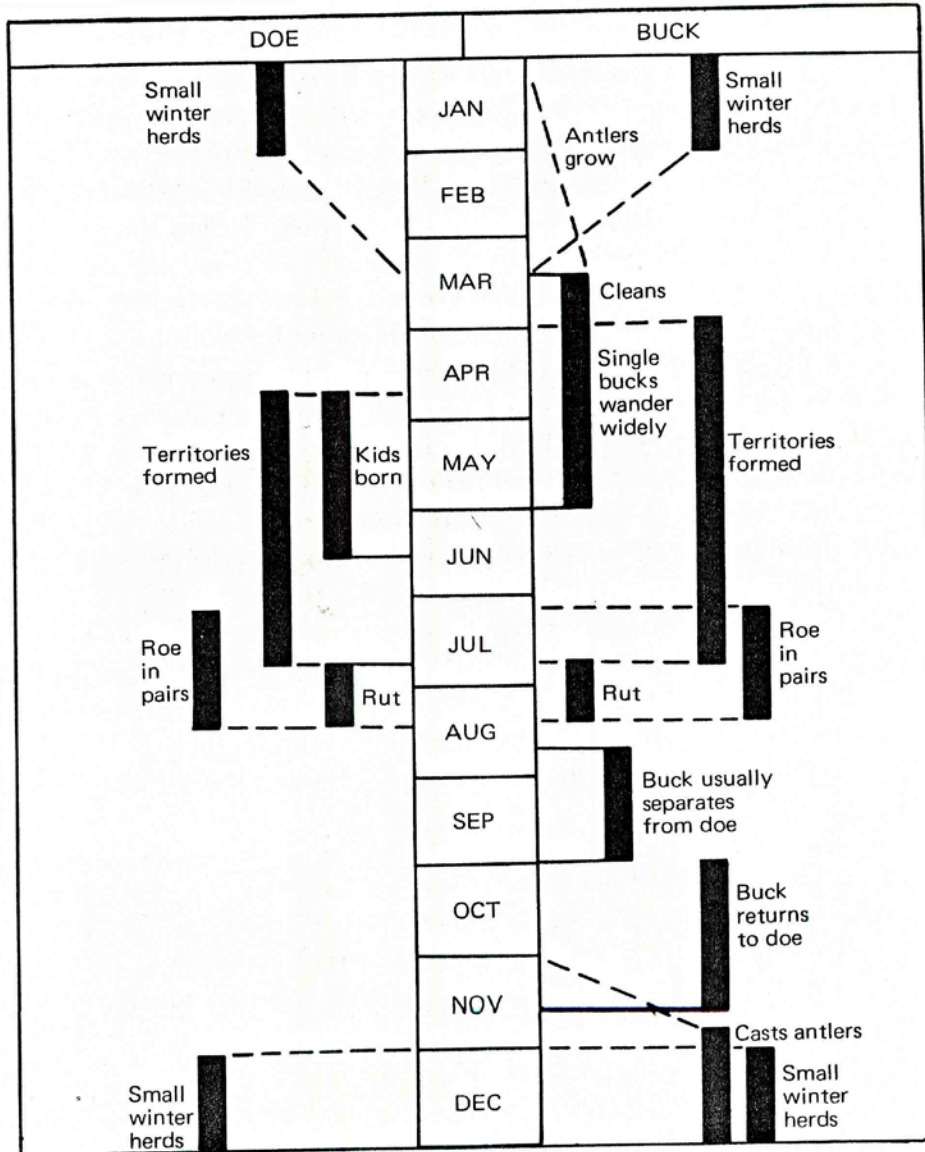 DOE
BUCK
Small
winter
herds
JAN
Antlers
grow
Small
winter
herds
FEB
MAR
Cleans
APR
Single
bucks
wander
widely
Territories
formed
Kids
born
MAY
Territories
formed
JUN
Roe
in
pairs
JUL
Roe
in
pairs
Rut
Rut
AUG
Buck usually
separates
from doe
SEP
OCT
Buck
returns
to doe
NOV
Casts antlers
Small
winter
herds
DEC
Small
winter
herds